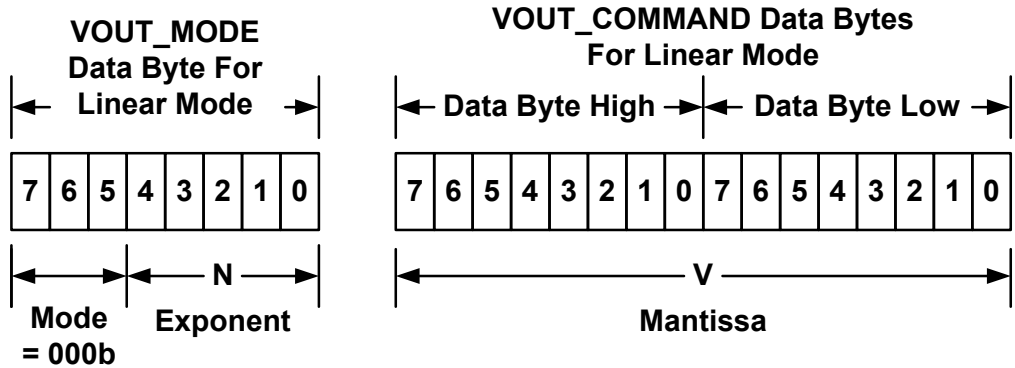 VOUT_MODE
Data Byte For
Linear Mode
VOUT_COMMAND Data Bytes
For Linear Mode
Data Byte High
Data Byte Low
7 6 5 4 3 2 1 0
7 6 5 4 3 2 1 0 7 6 5 4 3 2 1 0
N
V
Mode
= 000b
Exponent
Mantissa